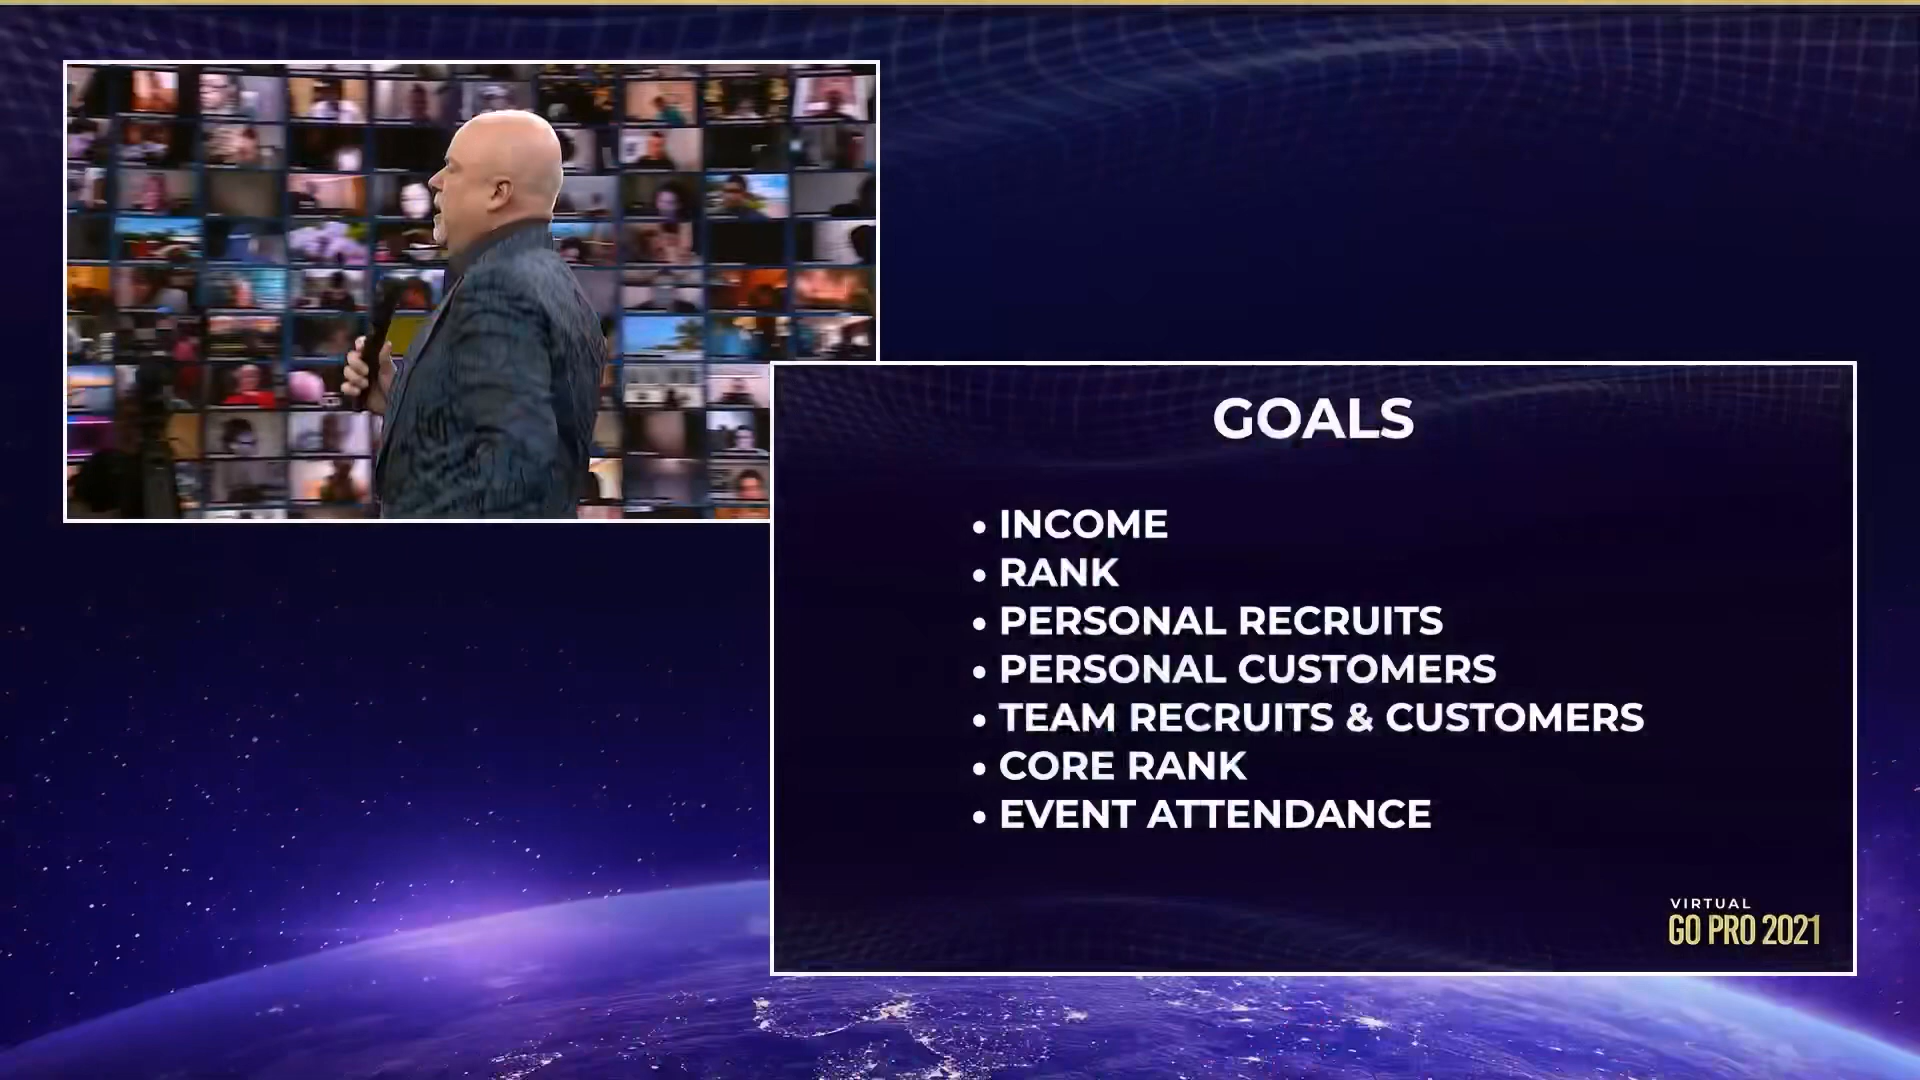 GOALS
• INCOME
• RANK
• PERSONAL RECRUITS
• PERSONAL CUSTOMERS
• TEAM RECRUITS & CUSTOMERS
• CORE RANK
• EVENT ATTENDANCE
VIRTUAL
GO PRO 2021